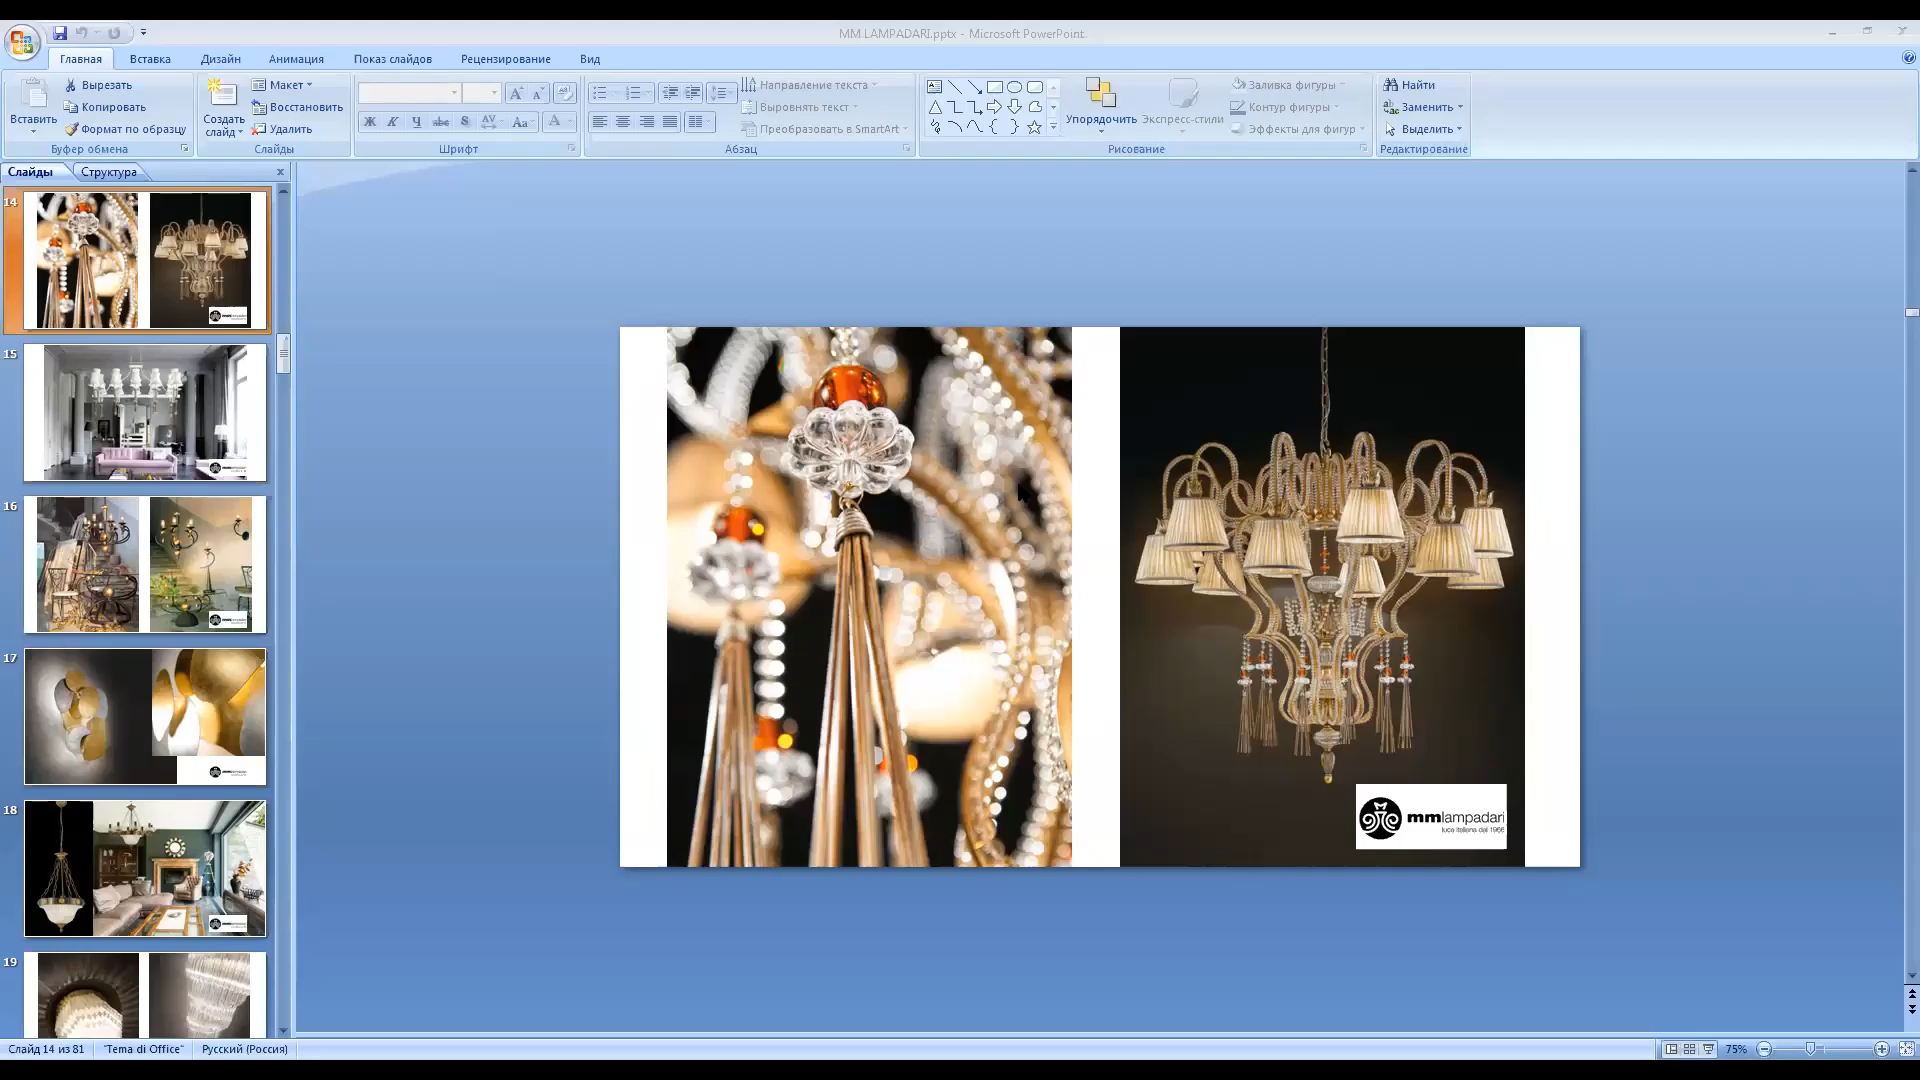 MM.LAMPADARI.pptx - Microsoft PowerPoint
Главная
Вставка
Дизайн
Анимация
Показ слайдов
Рецензирование
Вид
Вставить
Вырезать
Копировать
Формат по образцу
Буфер обмена
Создать слайд
Макет
Восстановить
Удалить
Слайды
Ж К Ч abc S AV Aa A
Шрифт
Направление текста
Выровнять текст
Преобразовать в SmartArt
Абзац
Упорядочить
Экспресс-стили
Заливка фигуры
Контур фигуры
Эффекты для фигур
Рисование
Найти
Заменить
Выделить
Редактирование
Слайды
Структура
14
15
16
17
18
19
mmlampadari
luce italiana dal 1966
Слайд 14 из 81
"Tema di Office"
Русский (Россия)
75%